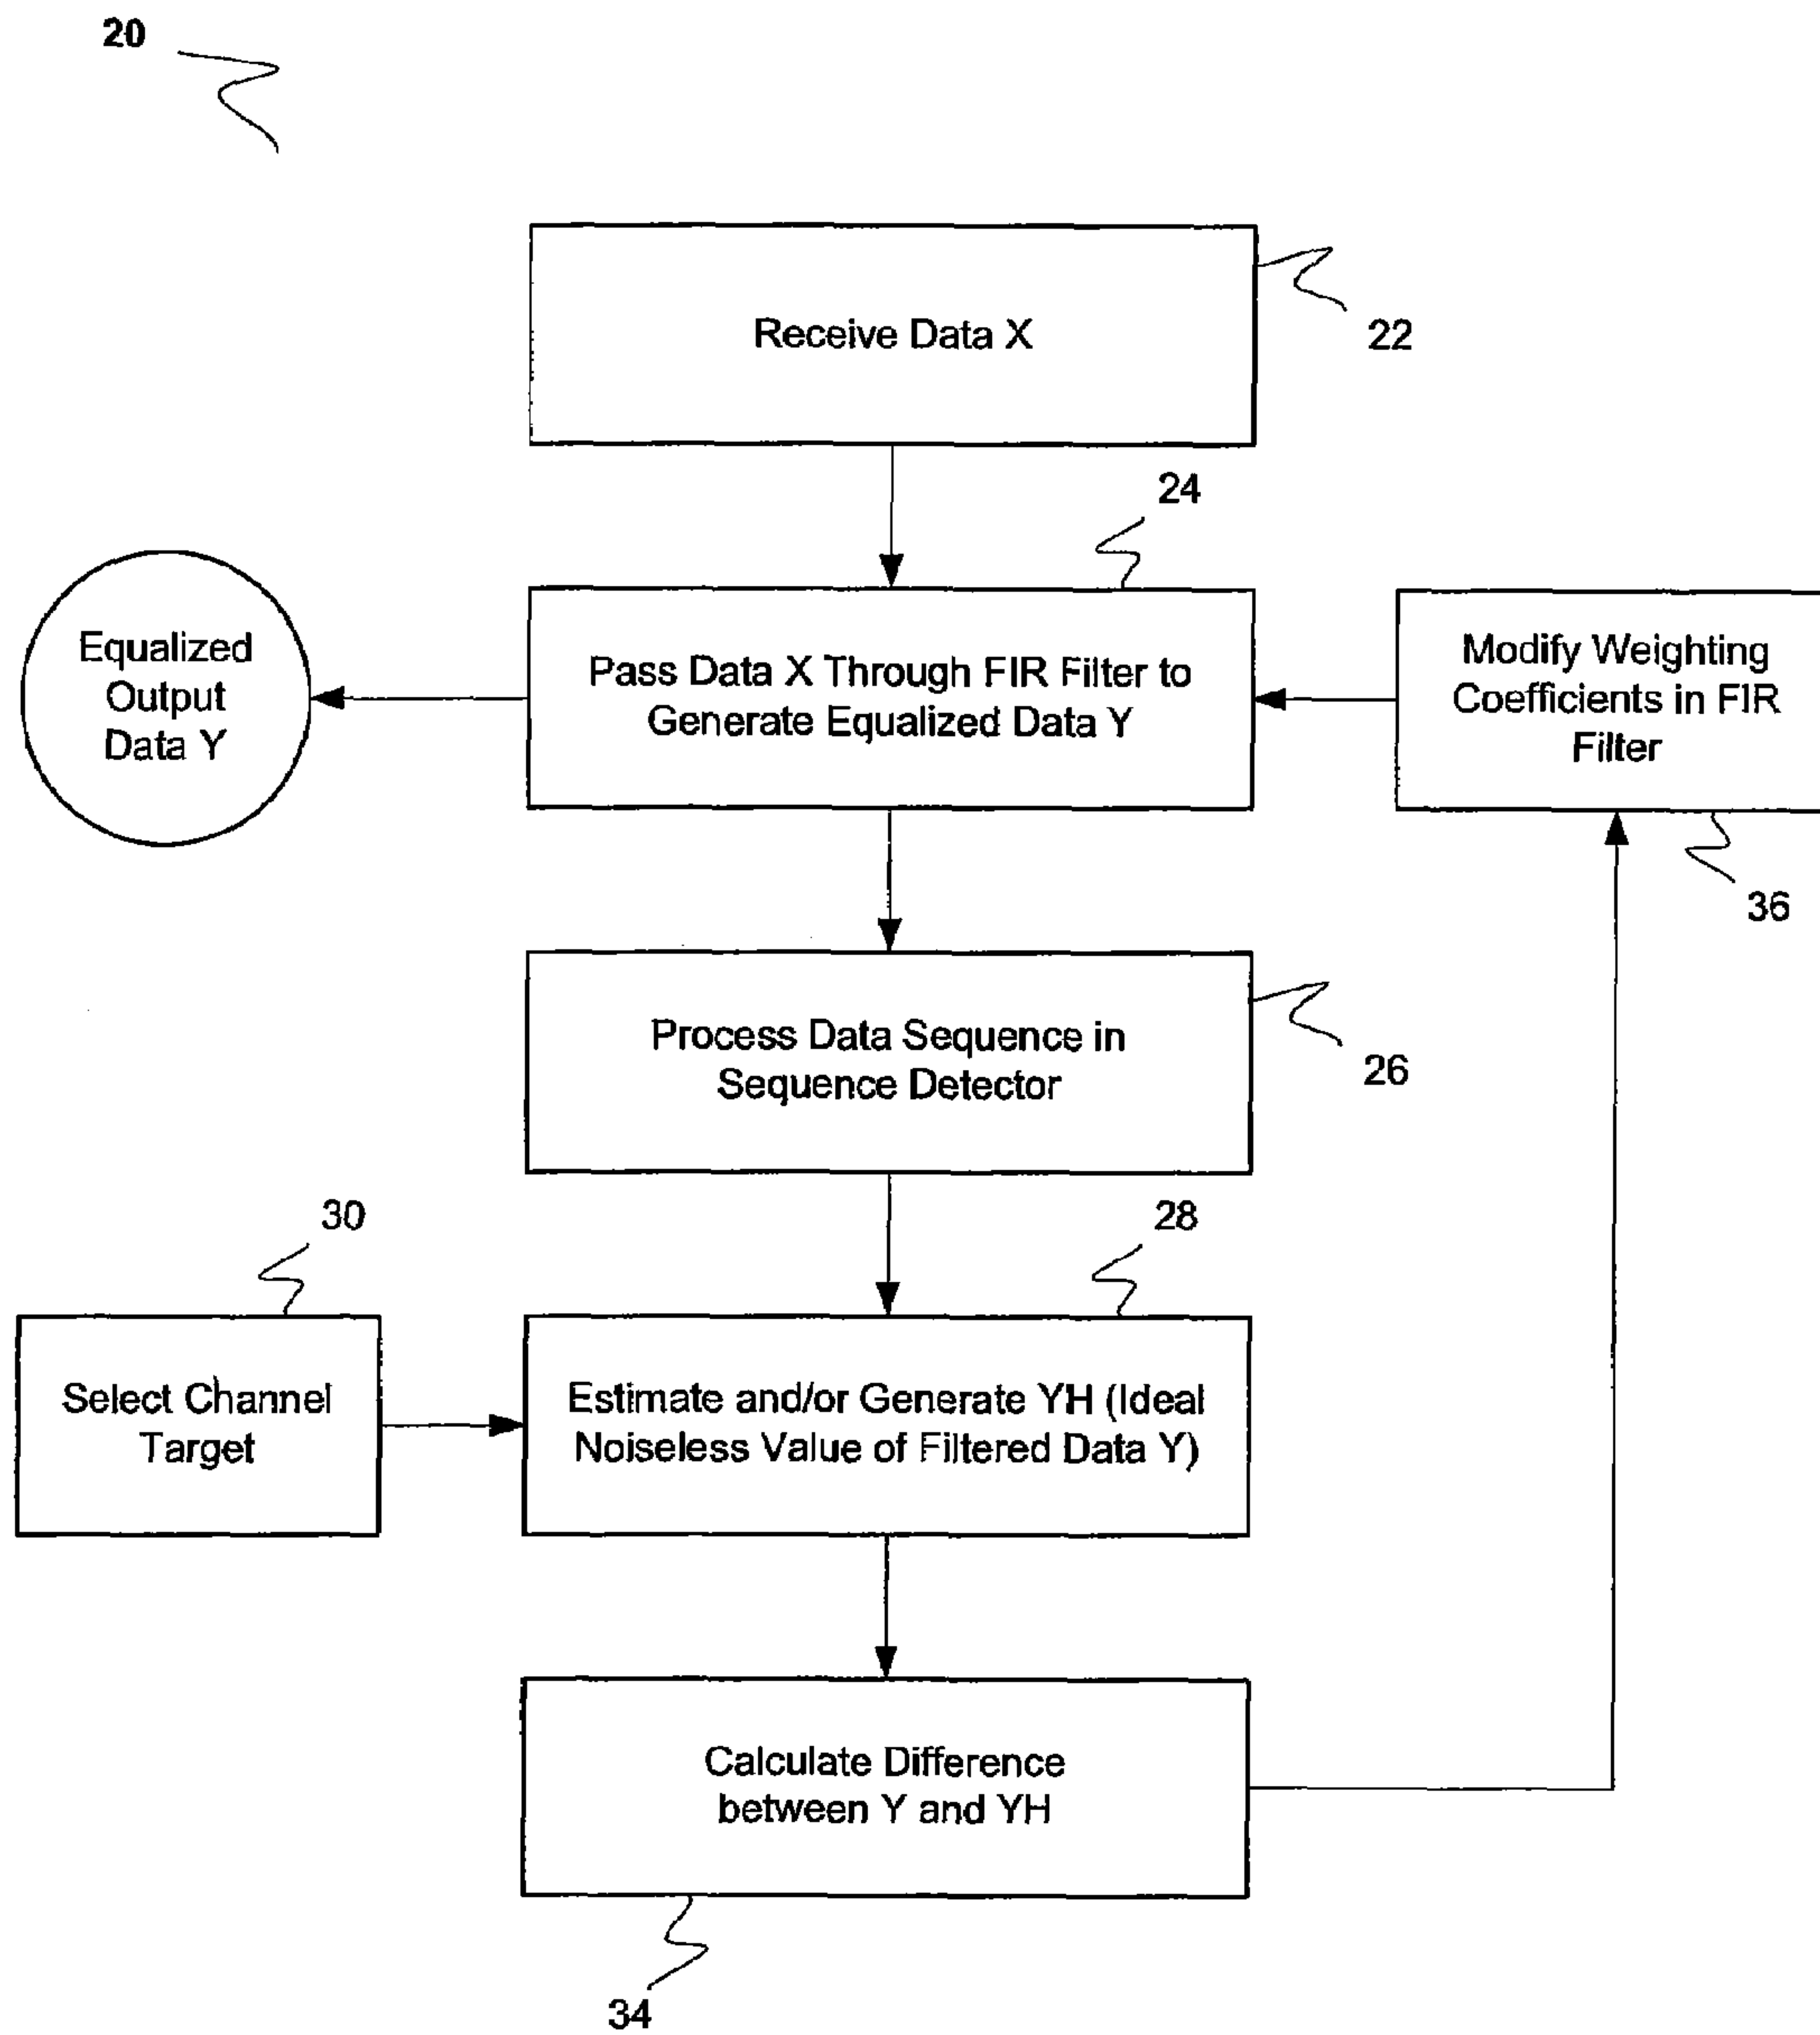 20
Receive Data X
22
24
Equalized
Output
Data Y
Pass Data X Through FIR Filter to
Generate Equalized Data Y
Modify Weighting
Coefficients in FIR
Filter
36
Process Data Sequence in
Sequence Detector
26
30
28
Select Channel
Target
Estimate and/or Generate YH (Ideal
Noiseless Value of Filtered Data Y)
Calculate Difference
between Y and YH
34